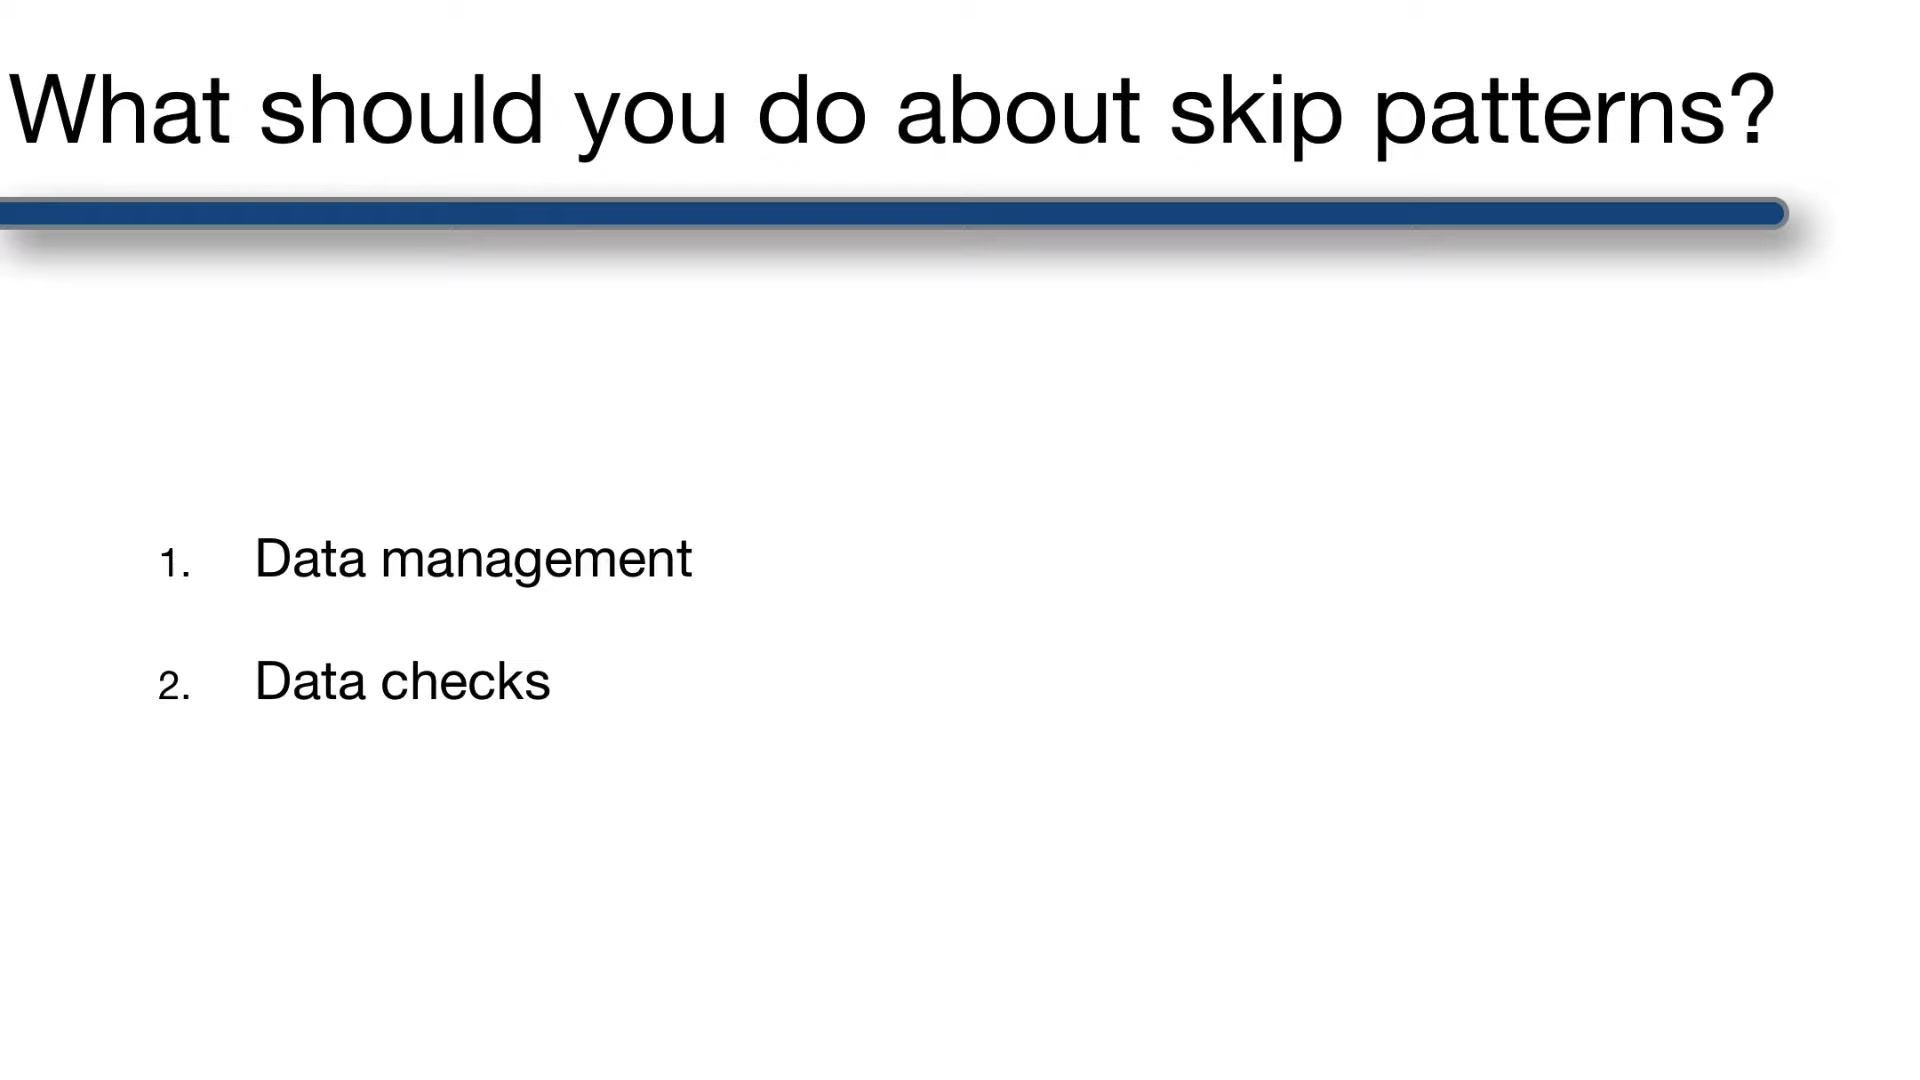 What should you do about skip patterns?
1. Data management
2. Data checks